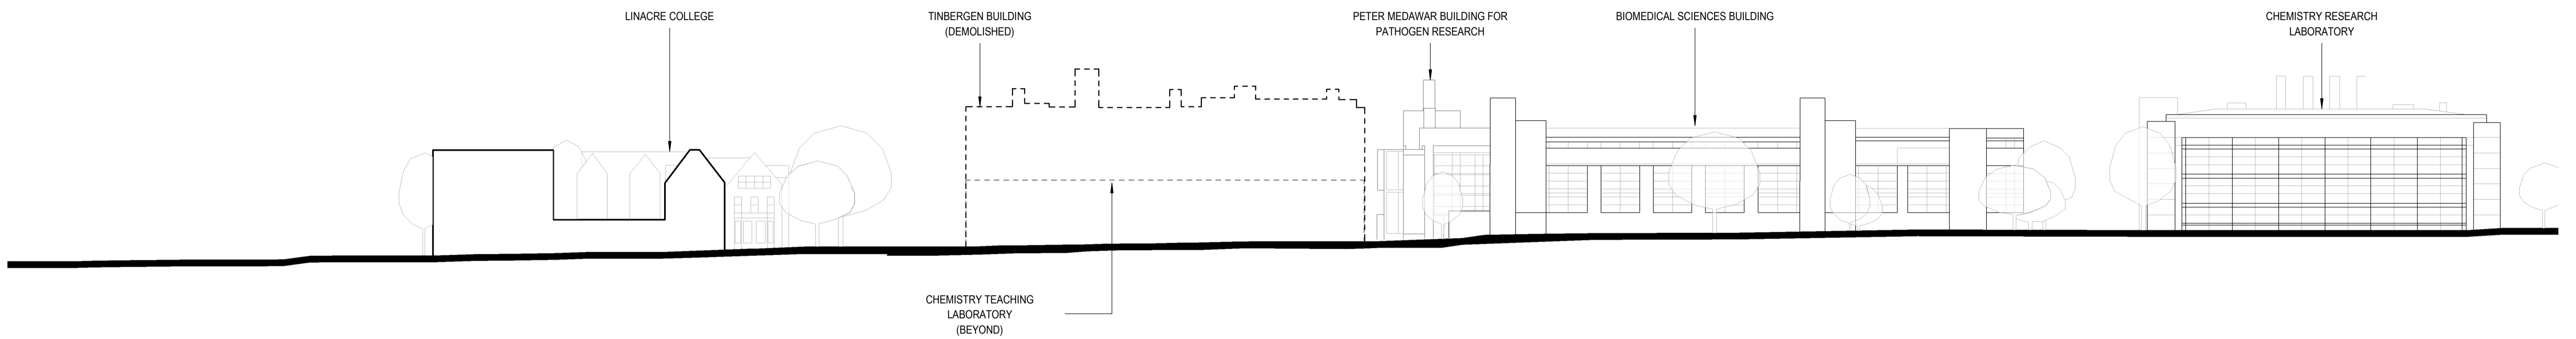 LINACRE COLLEGE
TINBERGEN BUILDING
(DEMOLISHED)
PETER MEDAWAR BUILDING FOR
PATHOGEN RESEARCH
BIOMEDICAL SCIENCES BUILDING
CHEMISTRY RESEARCH
LABORATORY
CHEMISTRY TEACHING
LABORATORY
(BEYOND)